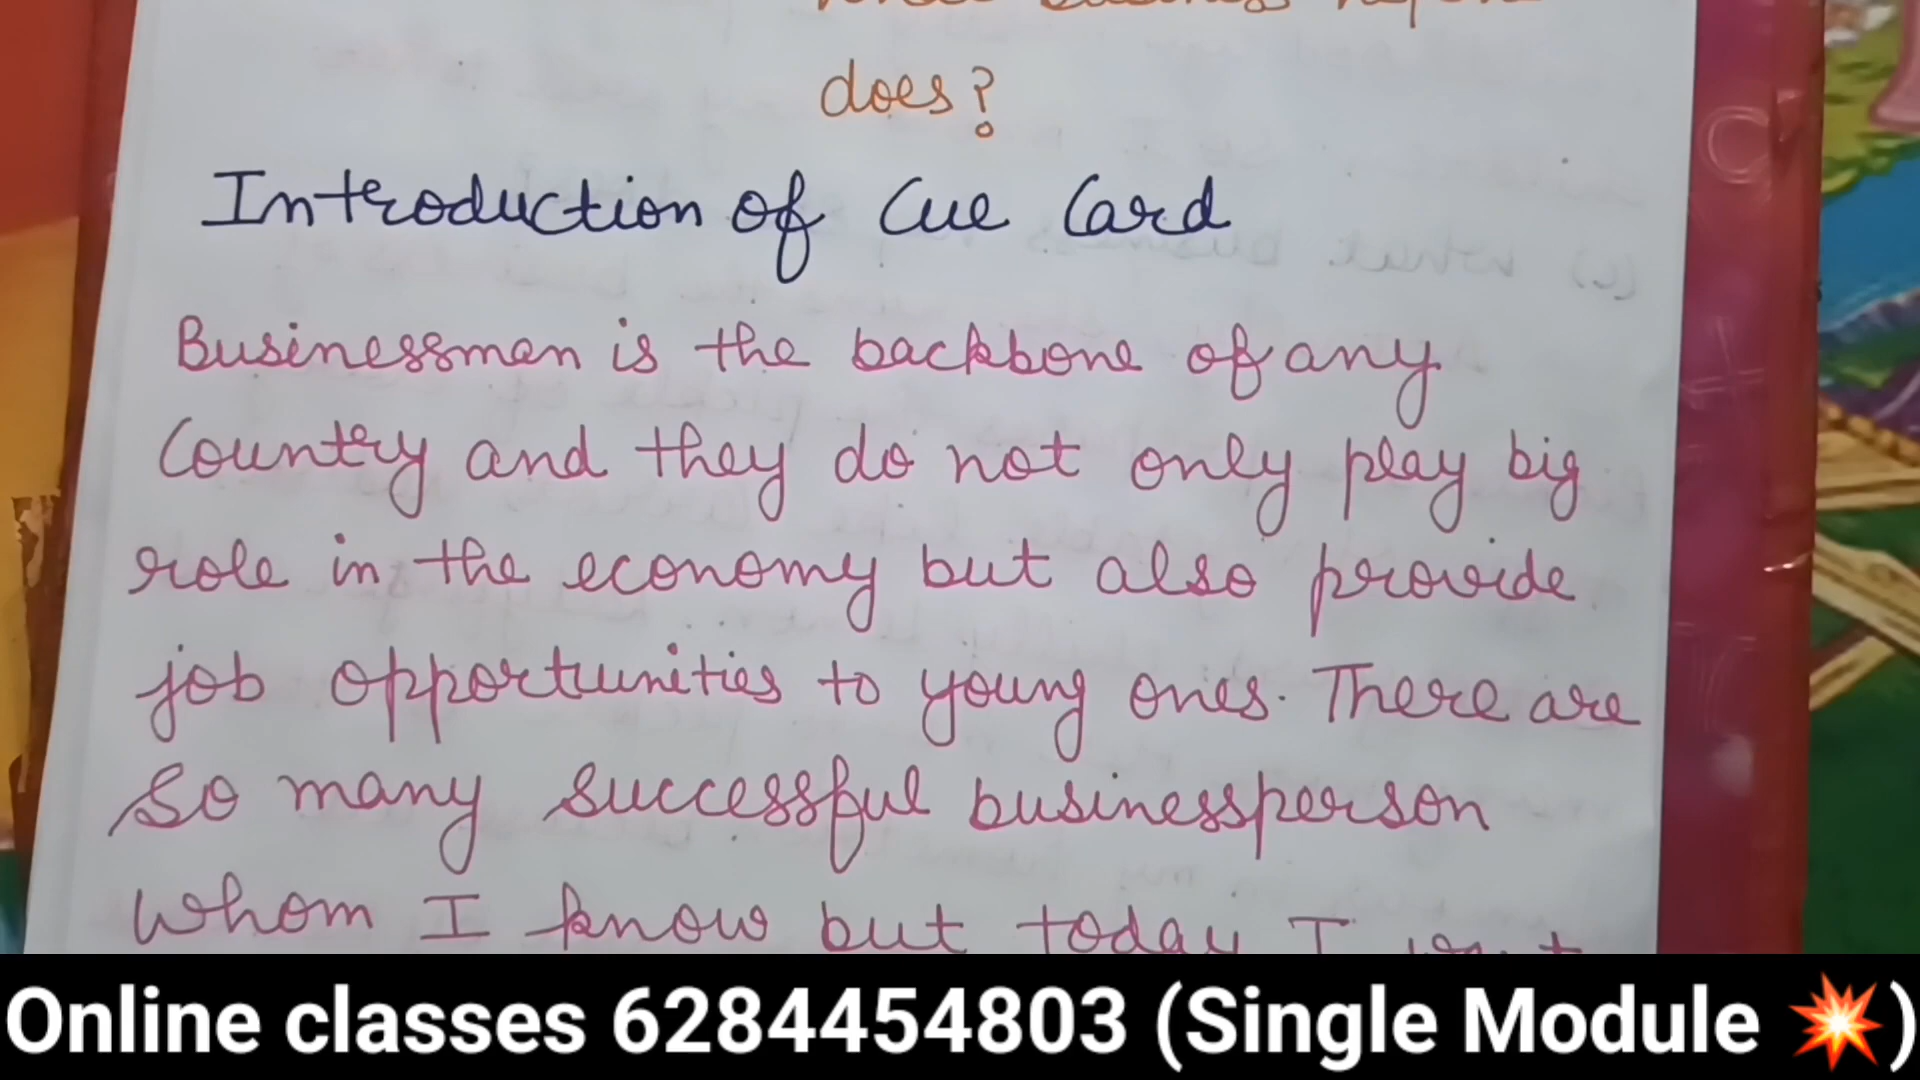 does?
Introduction of Cue Card
Businessman is the backbone of any
Country and they do not only play big
role in the economy but also provide
job opportunities to young ones. There are
so many successful businessperson
whom I know but today I
Online classes 6284454803 (Single Module 💥)